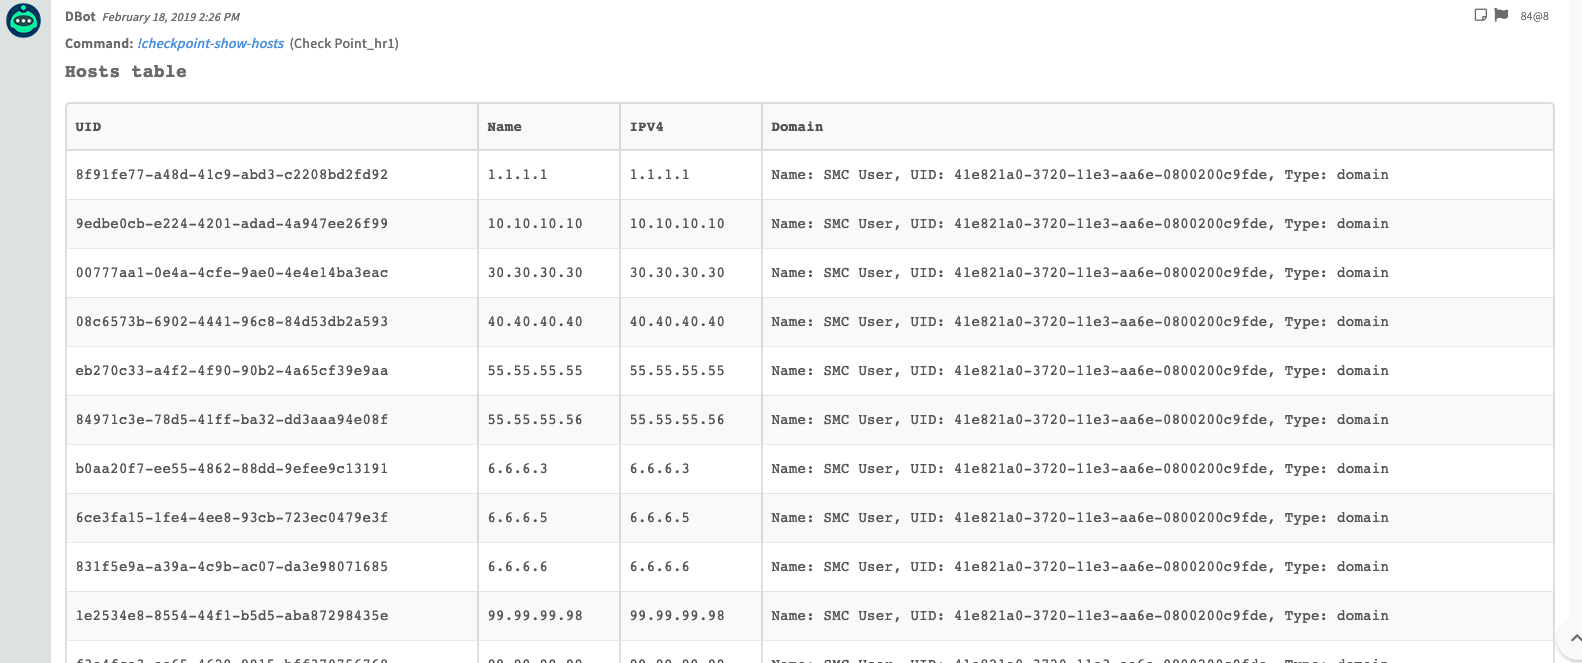 DBot February 18, 2019 2:26 PM 84@8
Command: !checkpoint-show-hosts (Check Point_hr1)
Hosts table
UID Name IPV4 Domain
8f91fe77-a48d-41c9-abd3-c2208bd2fd92 1.1.1.1 1.1.1.1 Name: SMC User, UID: 41e821a0-3720-11e3-aa6e-0800200c9fde, Type: domain
9edbe0cb-e224-4201-adad-4a947ee26f99 10.10.10.10 10.10.10.10 Name: SMC User, UID: 41e821a0-3720-11e3-aa6e-0800200c9fde, Type: domain
00777aa1-0e4a-4cfe-9ae0-4e4e14ba3eac 30.30.30.30 30.30.30.30 Name: SMC User, UID: 41e821a0-3720-11e3-aa6e-0800200c9fde, Type: domain
08c6573b-6902-4441-96c8-84d53db2a593 40.40.40.40 40.40.40.40 Name: SMC User, UID: 41e821a0-3720-11e3-aa6e-0800200c9fde, Type: domain
eb270c33-a4f2-4f90-90b2-4a65cf39e9aa 55.55.55.55 55.55.55.55 Name: SMC User, UID: 41e821a0-3720-11e3-aa6e-0800200c9fde, Type: domain
84971c3e-78d5-41ff-ba32-dd3aaa94e08f 55.55.55.56 55.55.55.56 Name: SMC User, UID: 41e821a0-3720-11e3-aa6e-0800200c9fde, Type: domain
b0aa20f7-ee55-4862-88dd-9efee9c13191 6.6.6.3 6.6.6.3 Name: SMC User, UID: 41e821a0-3720-11e3-aa6e-0800200c9fde, Type: domain
6ce3fa15-1fe4-4ee8-93cb-723ec0479e3f 6.6.6.5 6.6.6.5 Name: SMC User, UID: 41e821a0-3720-11e3-aa6e-0800200c9fde, Type: domain
831f5e9a-a39a-4c9b-ac07-da3e98071685 6.6.6.6 6.6.6.6 Name: SMC User, UID: 41e821a0-3720-11e3-aa6e-0800200c9fde, Type: domain
1e2534e8-8554-44f1-b5d5-aba87298435e 99.99.99.98 99.99.99.98 Name: SMC User, UID: 41e821a0-3720-11e3-aa6e-0800200c9fde, Type: domain